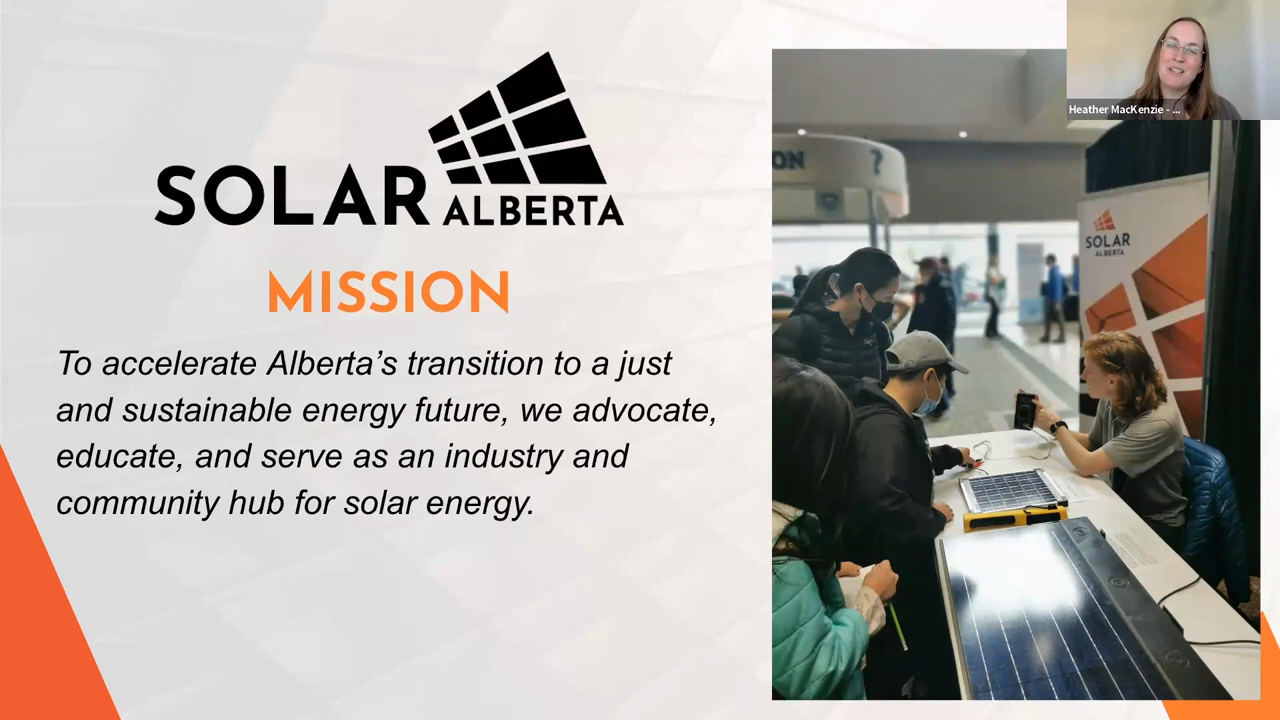 SOLAR ALBERTA
MISSION
To accelerate Alberta's transition to a just
and sustainable energy future, we advocate,
educate, and serve as an industry and
community hub for solar energy.
Heather MacKenzie - ...
ON ?
SOLAR
ALBERTA